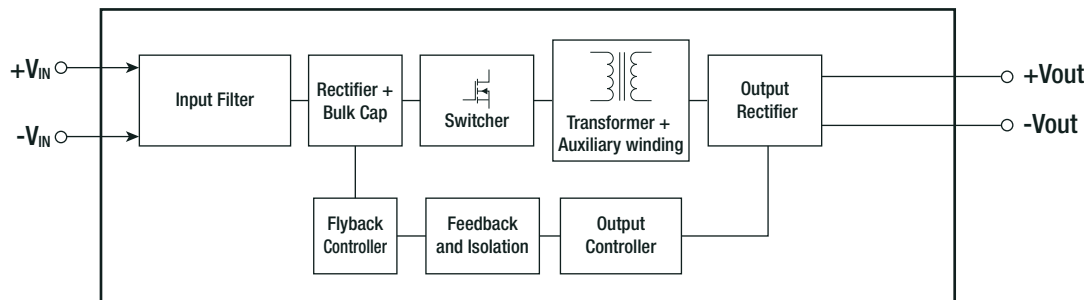 +VIN
-VIN
Input Filter
Rectifier +
Bulk Cap
Switcher
Transformer +
Auxiliary winding
Output
Rectifier
+Vout
-Vout
Flyback
Controller
Feedback
and Isolation
Output
Controller